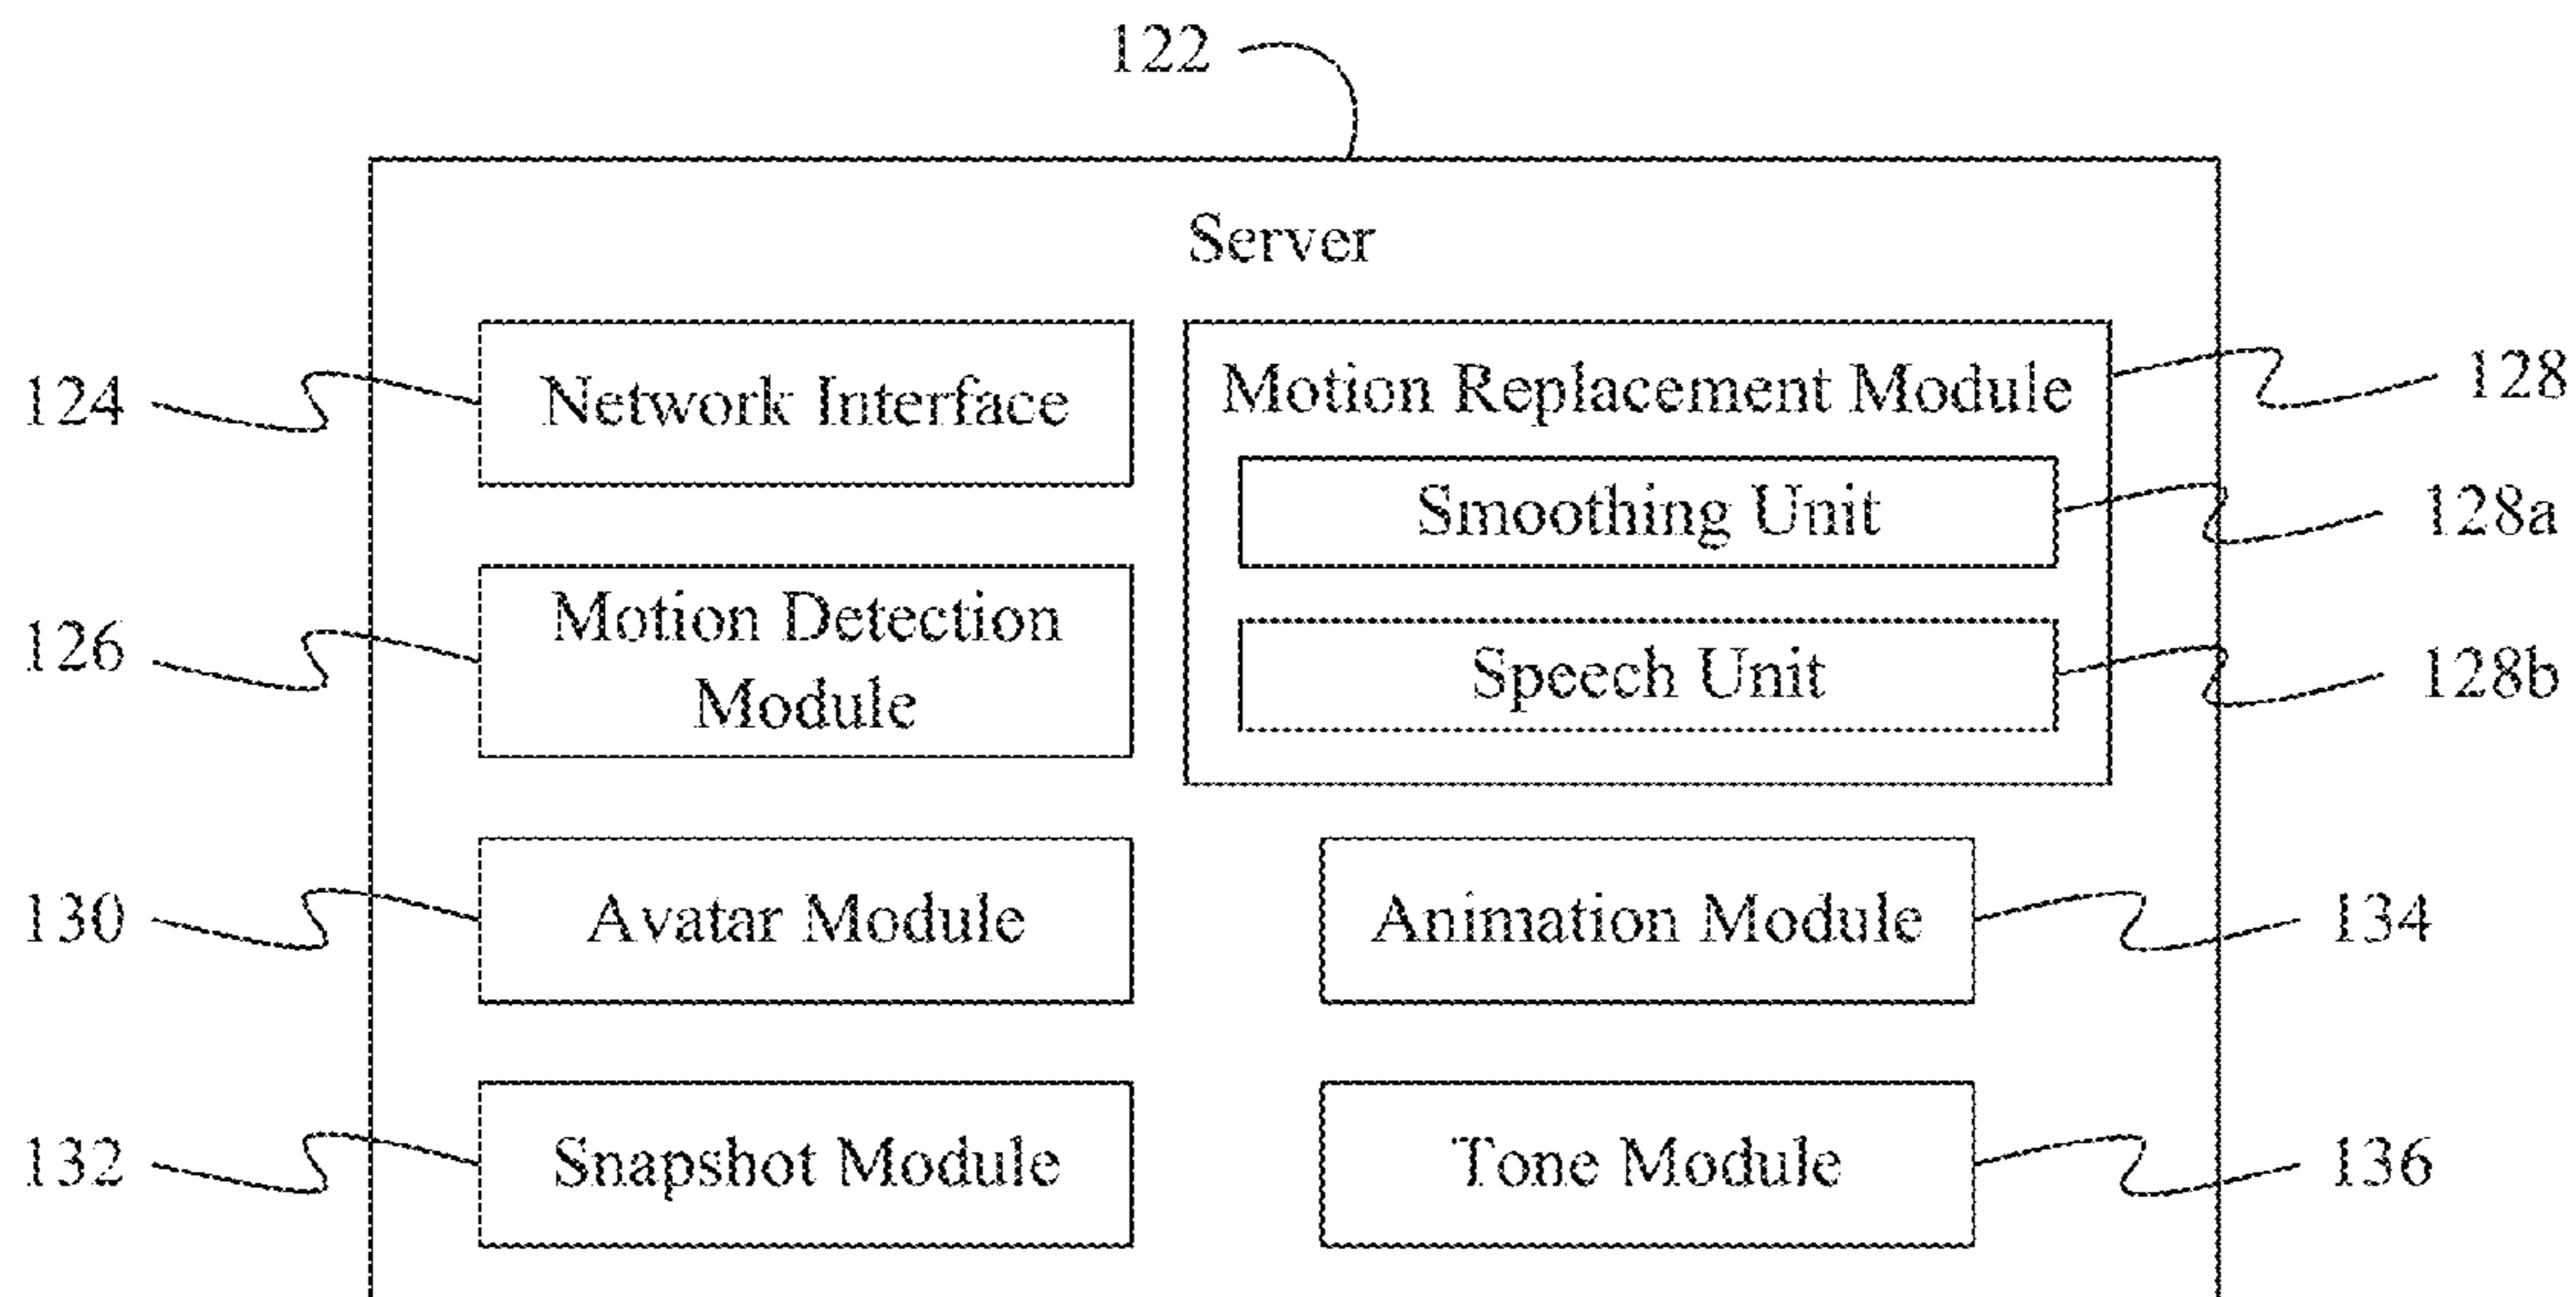 122
Server
124
Network Interface
Motion Replacement Module
128
Smoothing Unit
128a
126
Motion Detection
Module
Speech Unit
128b
130
Avatar Module
Animation Module
134
132
Snapshot Module
Tone Module
136